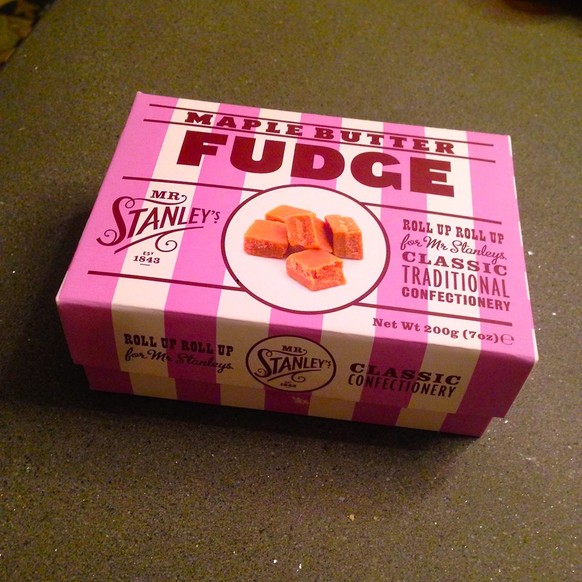 MAPLE BUTTER
FUDGE
MR
STANLEY'S
EST
1843
ROLL UP ROLL UP
for Mr Stanleys.
CLASSIC
TRADITIONAL
CONFECTIONERY
Net Wt 200g (7oz) ℮
ROLL UP ROLL UP
for Mr Stanleys.
MR
STANLEY'S
CLASSIC
CONFECTIONERY